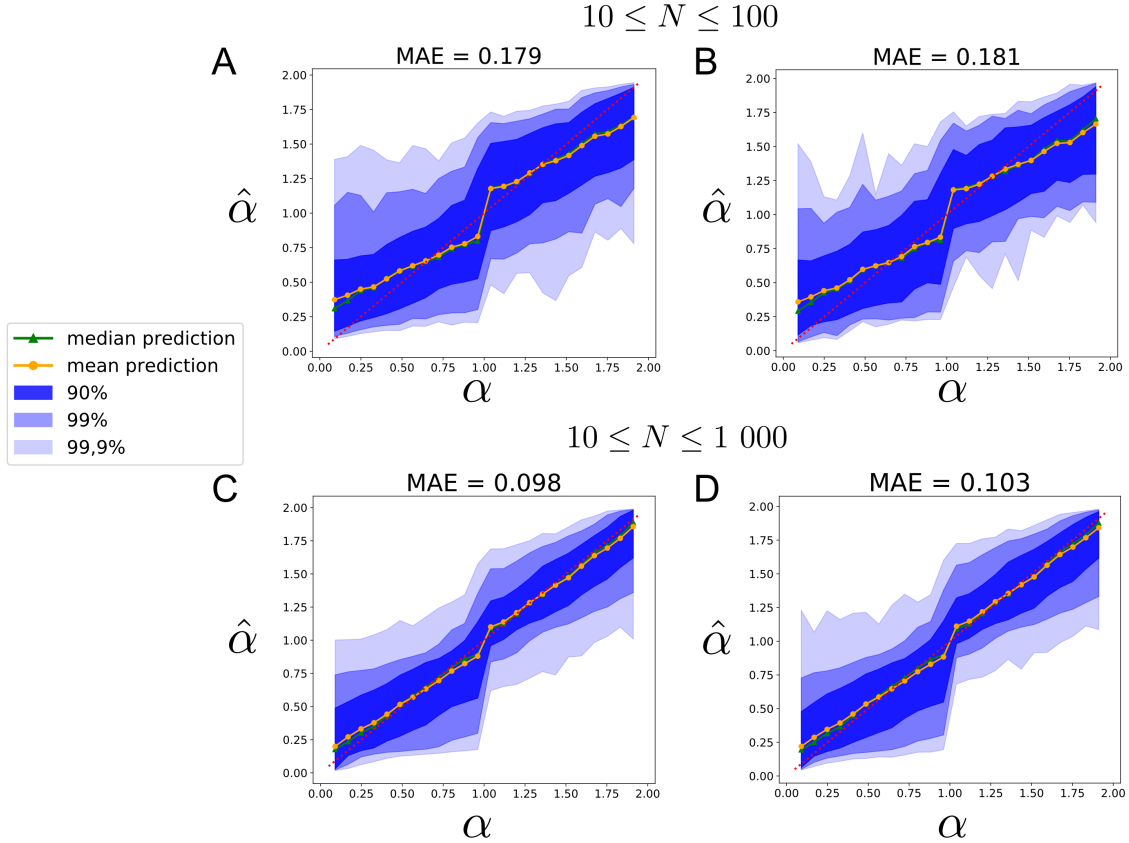 10 ≤ N ≤ 100
A
MAE = 0.179
2.00
1.75
1.50
1.25
1.00
0.75
0.50
0.25
0.00
α̂
0.00 0.25 0.50 0.75 1.00 1.25 1.50 1.75 2.00
α
B
MAE = 0.181
2.00
1.75
1.50
1.25
1.00
0.75
0.50
0.25
0.00
α̂
0.00 0.25 0.50 0.75 1.00 1.25 1.50 1.75 2.00
α
median prediction
mean prediction
90%
99%
99,9%
10 ≤ N ≤ 1 000
C
MAE = 0.098
2.00
1.75
1.50
1.25
1.00
0.75
0.50
0.25
0.00
α̂
0.00 0.25 0.50 0.75 1.00 1.25 1.50 1.75 2.00
α
D
MAE = 0.103
2.00
1.75
1.50
1.25
1.00
0.75
0.50
0.25
0.00
α̂
0.00 0.25 0.50 0.75 1.00 1.25 1.50 1.75 2.00
α